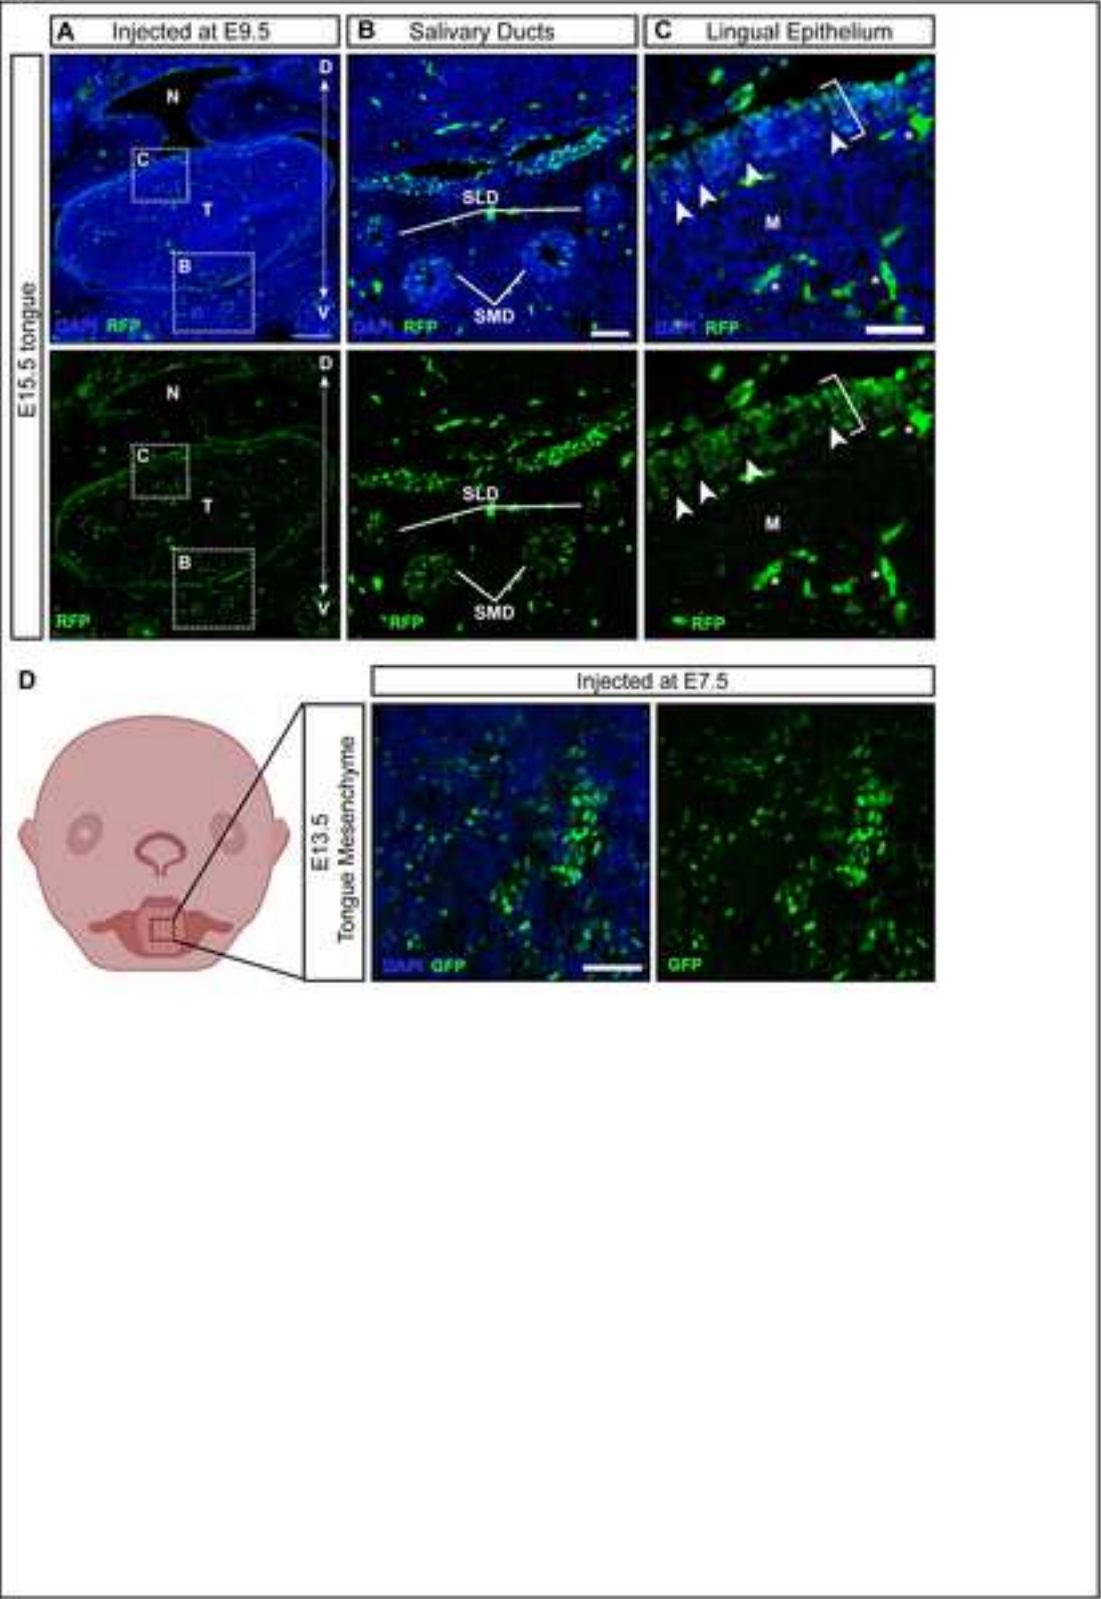 A Injected at E9.5
B Salivary Ducts
C Lingual Epithelium
E15.5 tongue
D
N
C
T
B
V
DAPI RFP
SLD
SMD
DAPI RFP
M
DAPI RFP
D
N
C
T
B
V
RFP
SLD
SMD
RFP
M
RFP
D
Injected at E7.5
E13.5
Tongue Mesenchyme
DAPI GFP
GFP